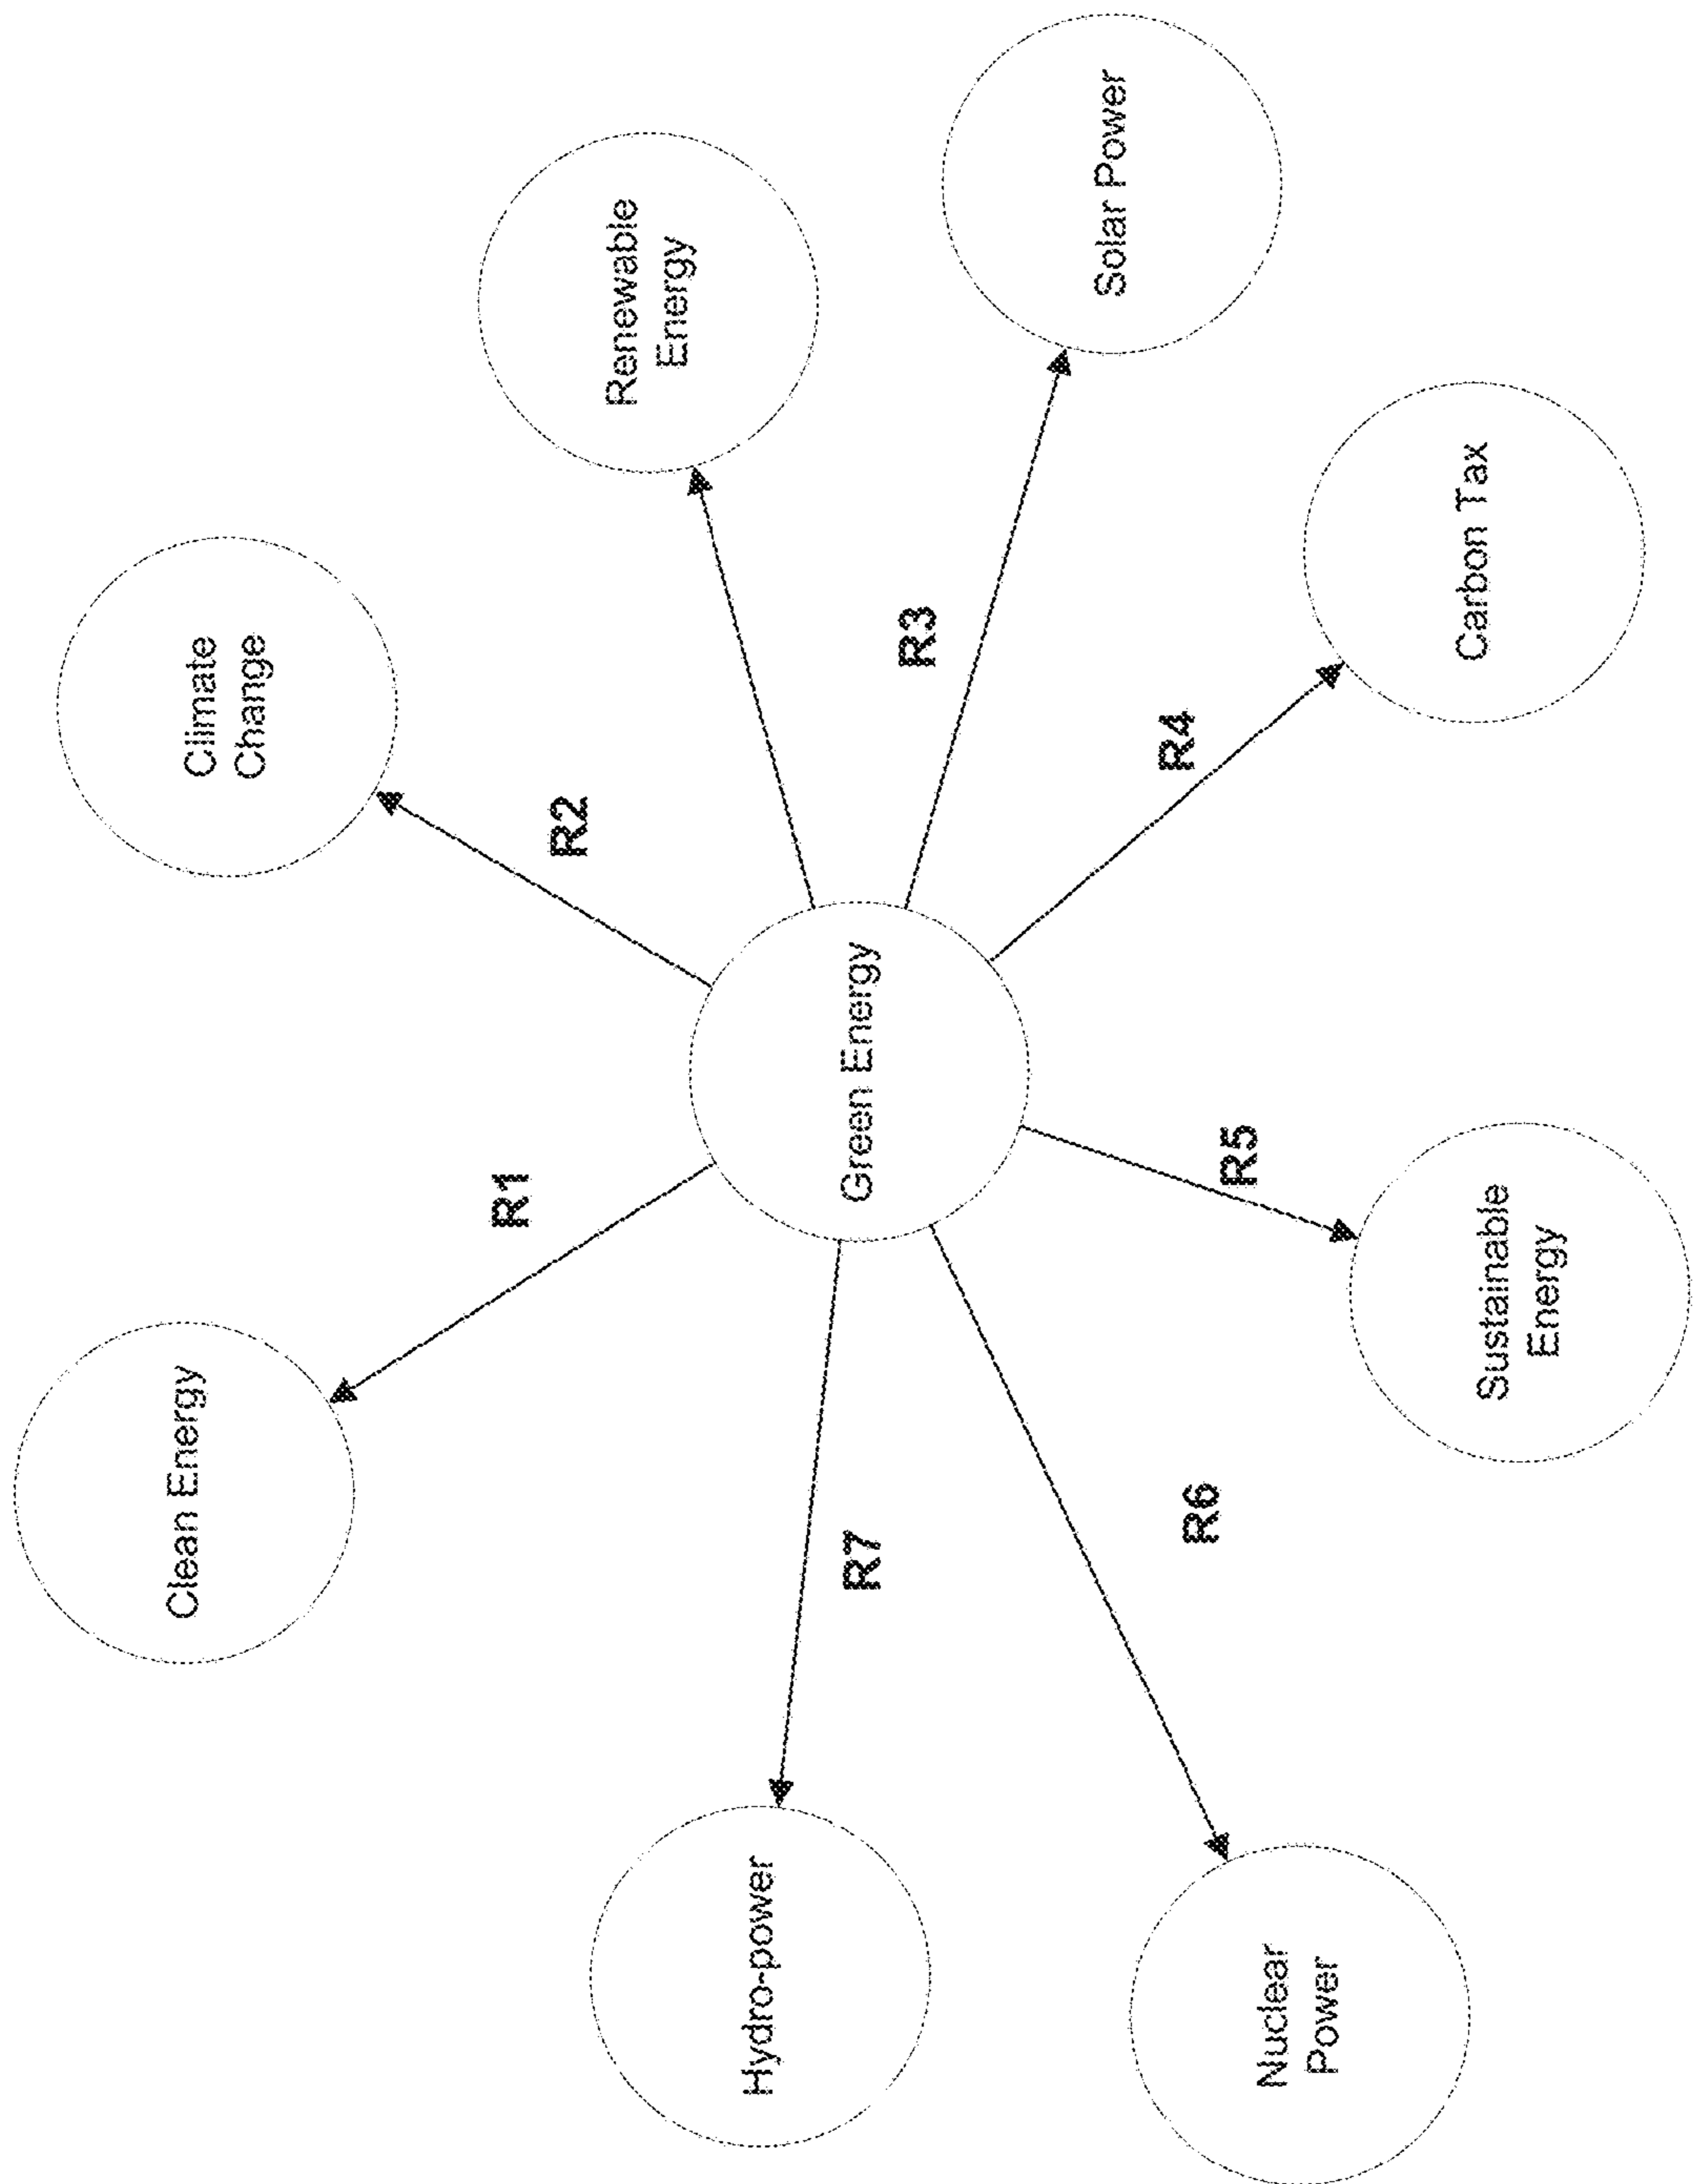 Clean Energy
R1
Climate
Change
R2
Renewable
Energy
Hydro-power
R7
Green Energy
R3
Solar Power
Nuclear
Power
R6
R5
Sustainable
Energy
R4
Carbon Tax